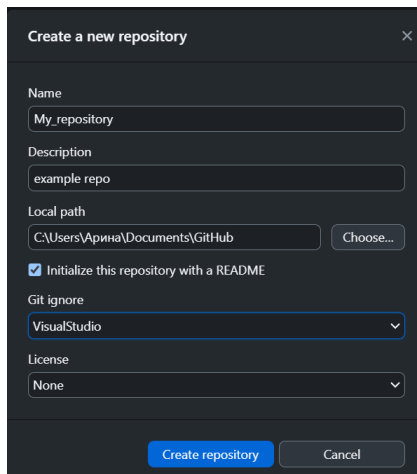 Create a new repository
Name
My_repository
Description
example repo
Local path
C:\Users\Арина\Documents\GitHub
Choose...
Initialize this repository with a README
Git ignore
VisualStudio
License
None
Create repository
Cancel